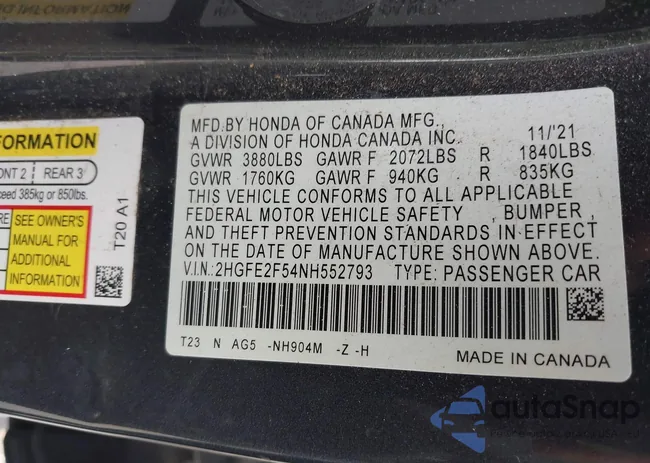 FORMATION
ONT 2 REAR 3
ceed 385kg or 850lbs.
RE SEE OWNER'S
MANUAL FOR
ADDITIONAL
INFORMATION
T20 A1
MFD.BY HONDA OF CANADA MFG.,
A DIVISION OF HONDA CANADA INC. 11/'21
GVWR 3880LBS GAWR F 2072LBS R 1840LBS
GVWR 1760KG GAWR F 940KG R 835KG
THIS VEHICLE CONFORMS TO ALL APPLICABLE
FEDERAL MOTOR VEHICLE SAFETY , BUMPER ,
AND THEFT PREVENTION STANDARDS IN EFFECT
ON THE DATE OF MANUFACTURE SHOWN ABOVE.
V.I.N.:2HGFE2F54NH552793 TYPE: PASSENGER CAR
T23 N AG5 -NH904M -Z -H
MADE IN CANADA
autoSnap